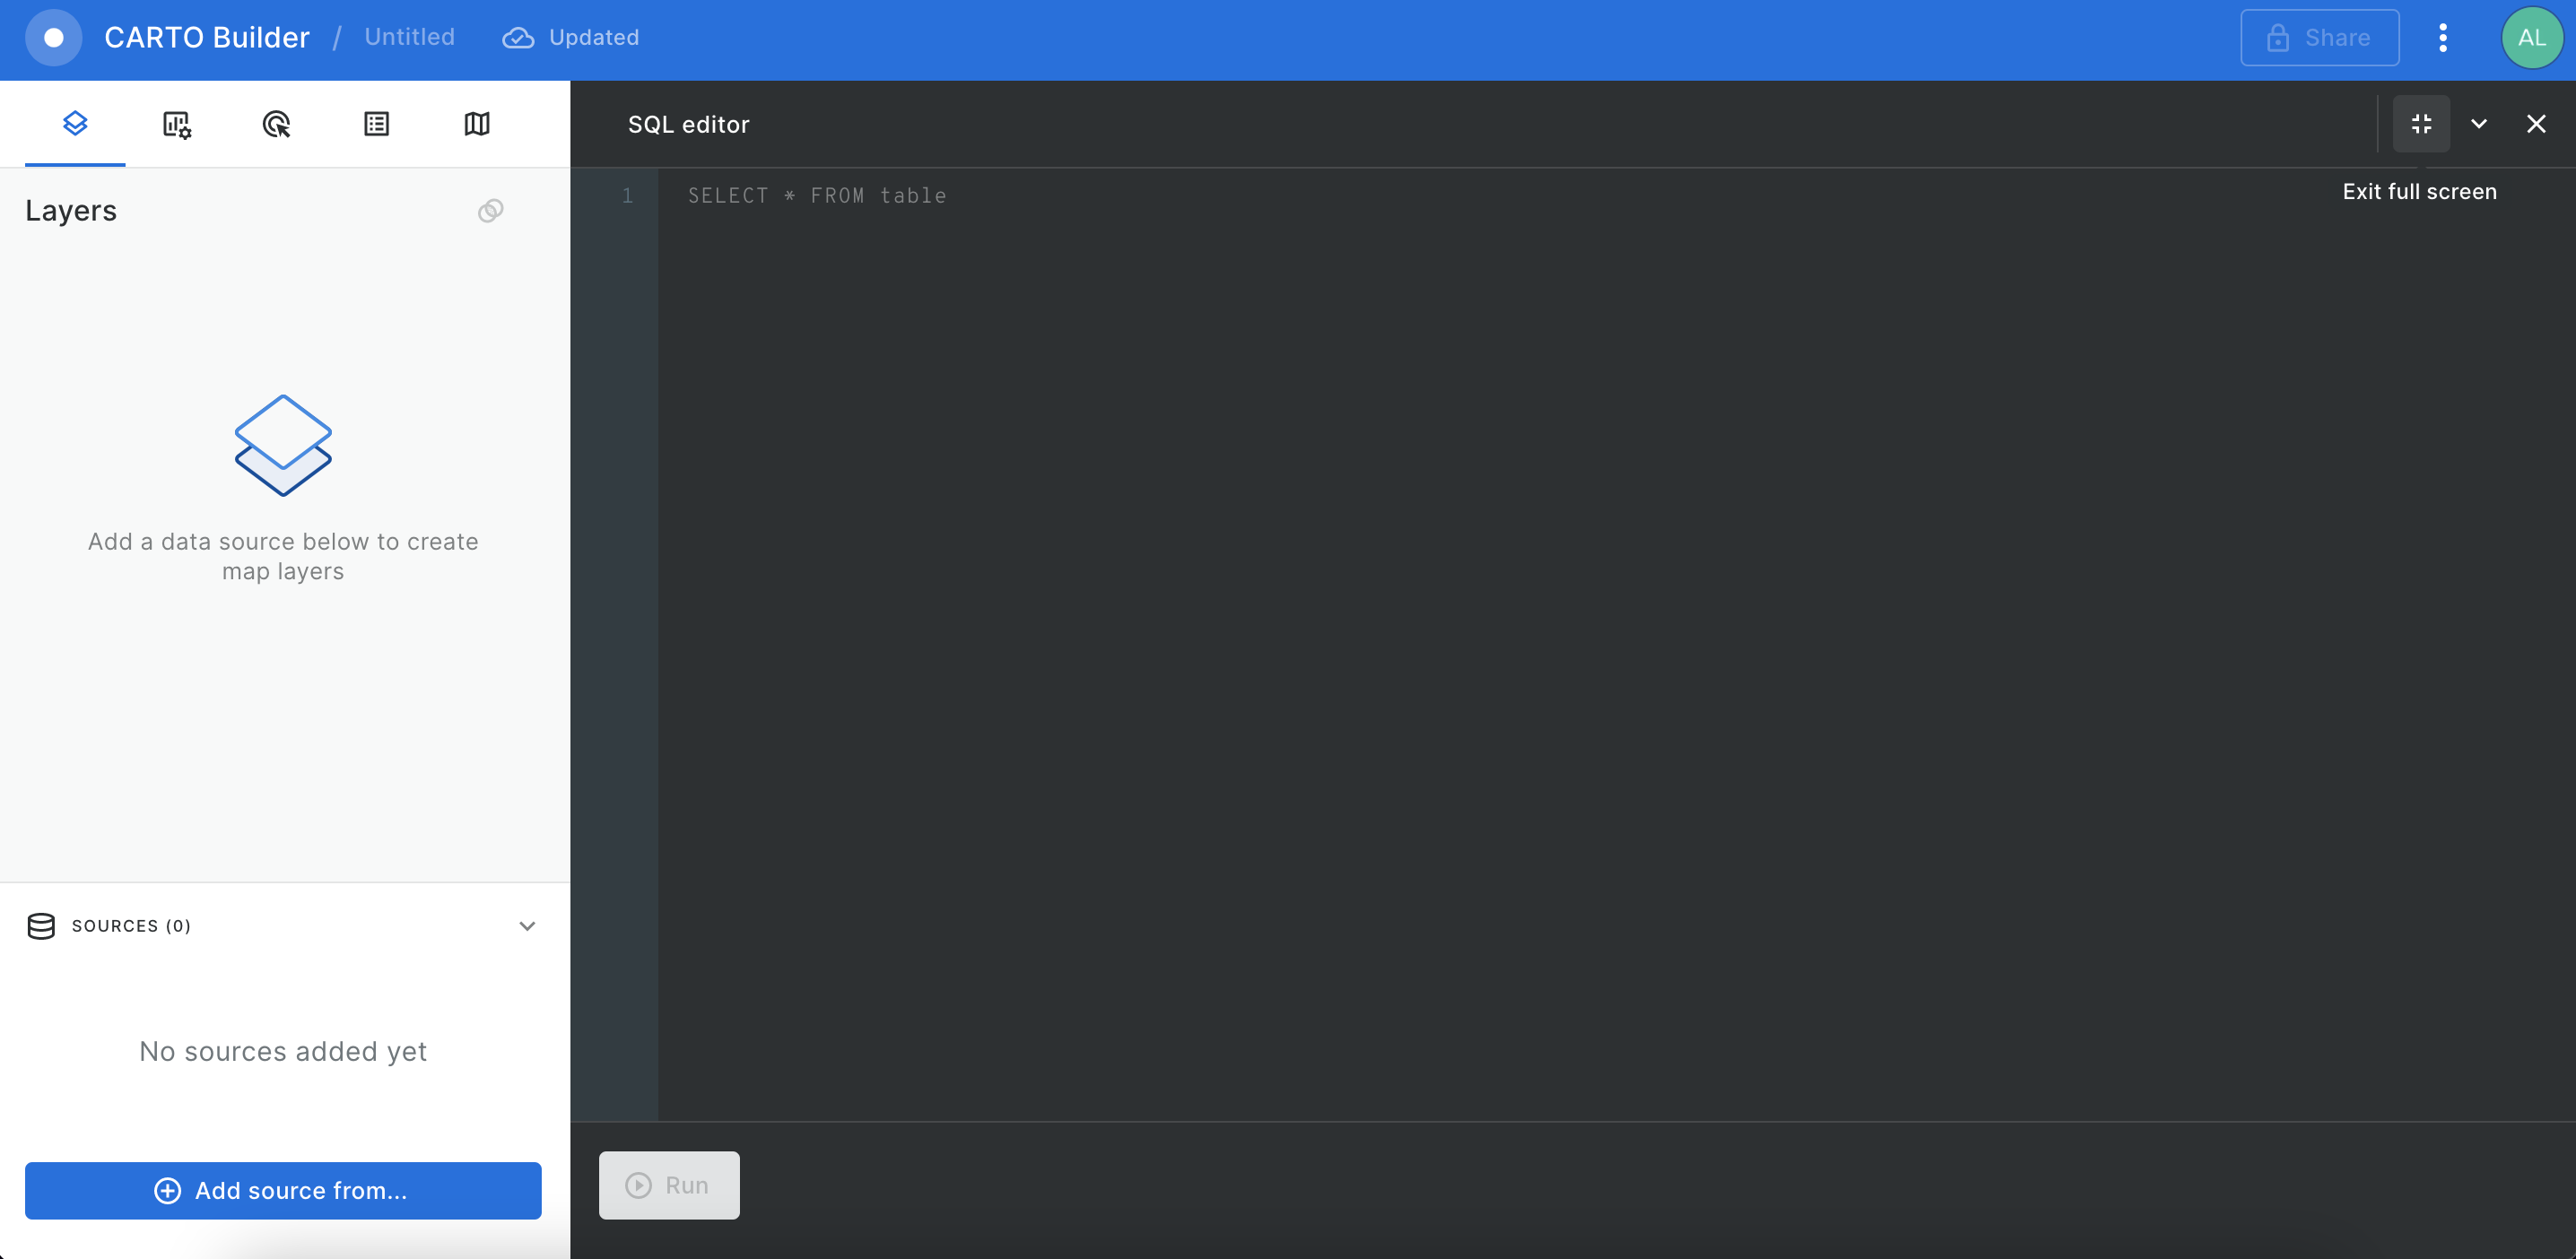 CARTO Builder / Untitled Updated Share AL
SQL editor
Exit full screen
1 SELECT * FROM table
Layers
Add a data source below to create
map layers
SOURCES (0)
No sources added yet
Add source from...
Run